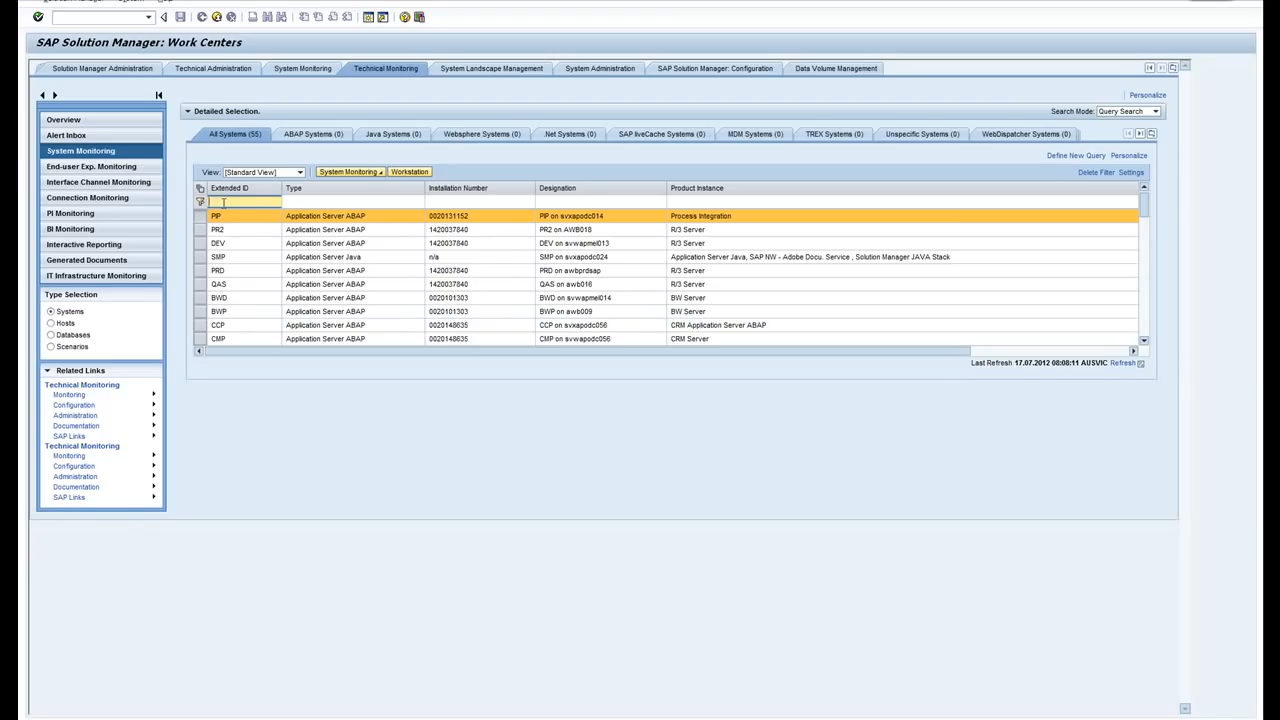 SAP Solution Manager: Work Centers
Solution Manager Administration Technical Administration System Monitoring Technical Monitoring System Landscape Management System Administration SAP Solution Manager: Configuration Data Volume Management
Personalize
Overview
Alert Inbox
System Monitoring
End-user Exp. Monitoring
Interface Channel Monitoring
Connection Monitoring
PI Monitoring
BI Monitoring
Interactive Reporting
Generated Documents
IT Infrastructure Monitoring
Type Selection
Systems
Hosts
Databases
Scenarios
Related Links
Technical Monitoring
Monitoring
Configuration
Administration
Documentation
SAP Links
Technical Monitoring
Monitoring
Configuration
Administration
Documentation
SAP Links
Detailed Selection. Search Mode: Query Search
All Systems (55) ABAP Systems (0) Java Systems (0) Websphere Systems (0) .Net Systems (0) SAP liveCache Systems (0) MDM Systems (0) TREX Systems (0) Unspecific Systems (0) WebDispatcher Systems (0)
Define New Query Personalize
View: [Standard View] System Monitoring Workstation Delete Filter Settings
Extended ID Type Installation Number Designation Product Instance
PIP Application Server ABAP 0020131152 PIP on svxapodc014 Process Integration
PR2 Application Server ABAP 1420037840 PR2 on AWB018 R/3 Server
DEV Application Server ABAP 1420037840 DEV on svwapmel013 R/3 Server
SMP Application Server Java n/a SMP on svxapodc024 Application Server Java, SAP NW - Adobe Docu. Service , Solution Manager JAVA Stack
PRD Application Server ABAP 1420037840 PRD on awbprdsap R/3 Server
QAS Application Server ABAP 1420037840 QAS on awb016 R/3 Server
BWD Application Server ABAP 0020101303 BWD on svwapmel014 BW Server
BWP Application Server ABAP 0020101303 BWP on awb009 BW Server
CCP Application Server ABAP 0020148635 CCP on svxapodc056 CRM Application Server ABAP
CMP Application Server ABAP 0020148635 CMP on svwapodc056 CRM Server
Last Refresh 17.07.2012 08:08:11 AUSVIC Refresh